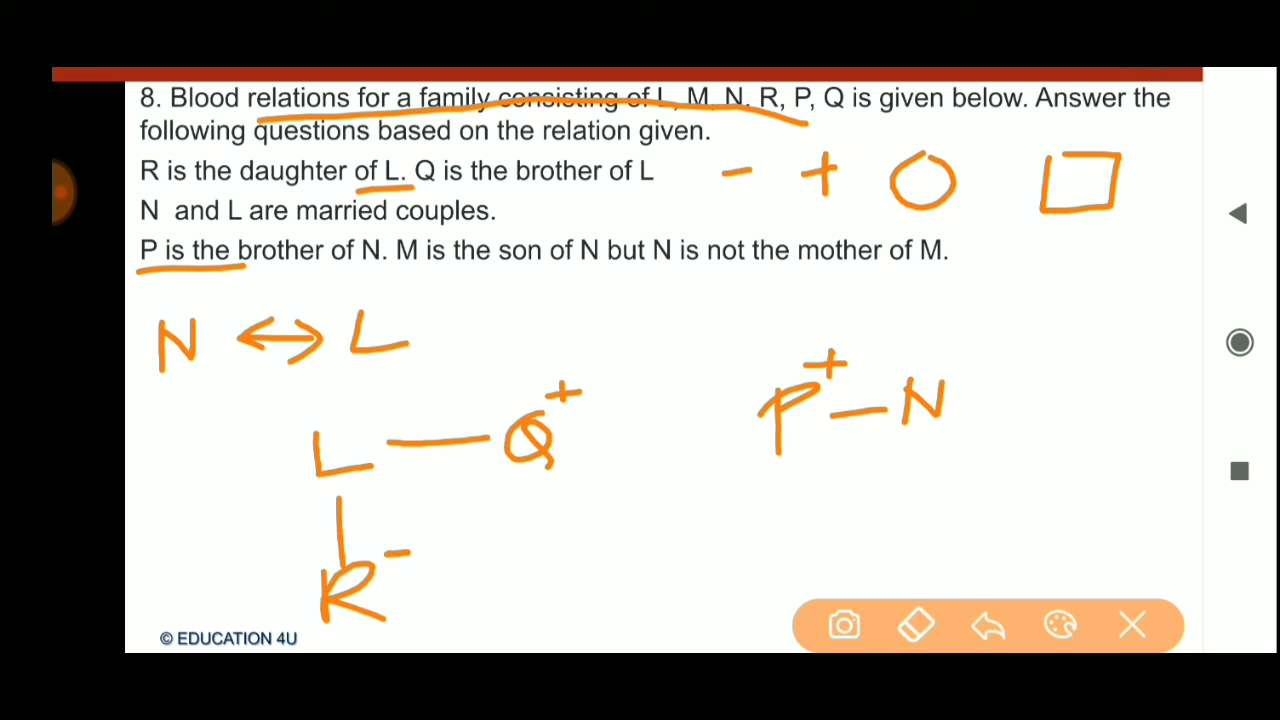 8. Blood relations for a family consisting of L, M, N, R, P, Q is given below. Answer the
following questions based on the relation given.
R is the daughter of L. Q is the brother of L
- +
N and L are married couples.
P is the brother of N. M is the son of N but N is not the mother of M.
N ↔ L
P+ — N
L — Q+
R-
© EDUCATION 4U